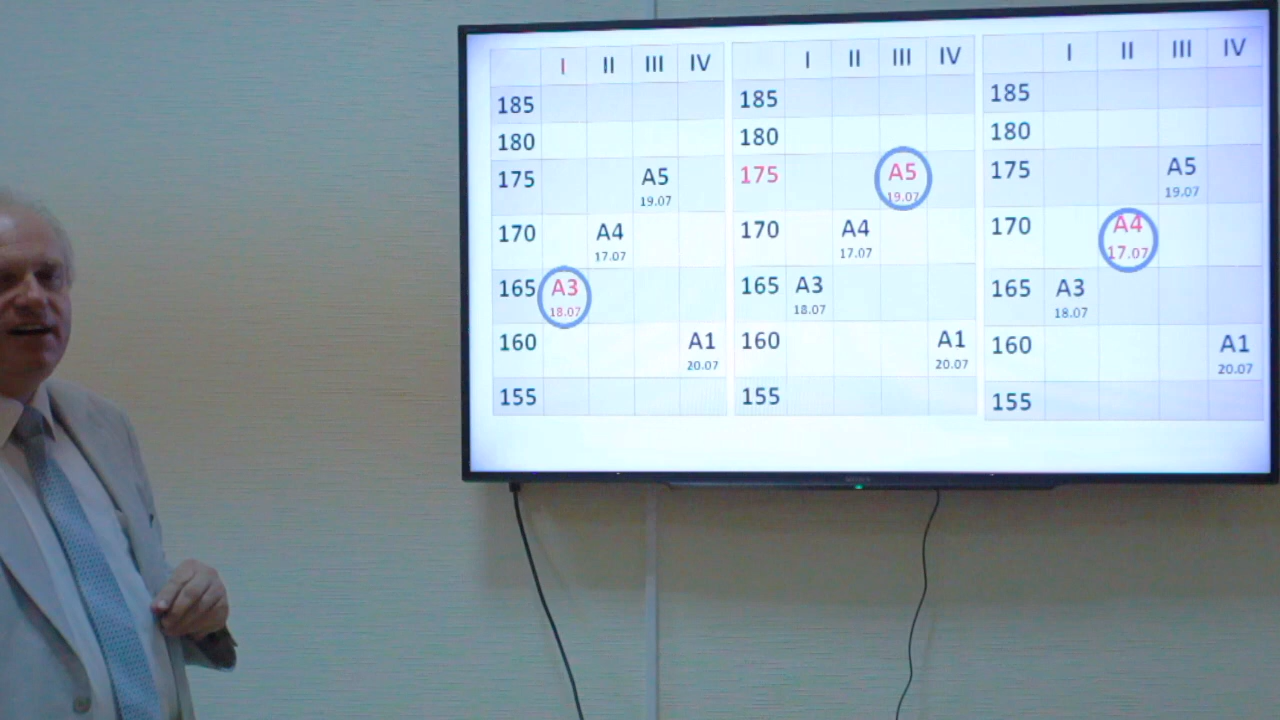 I II III IV
185
180
175 A5
19.07
170 A4
17.07
165 A3
18.07
160 A1
20.07
155
I II III IV
185
180
175 A5
19.07
170 A4
17.07
165 A3
18.07
160 A1
20.07
155
I II III IV
185
180
175 A5
19.07
170 A4
17.07
165 A3
18.07
160 A1
20.07
155